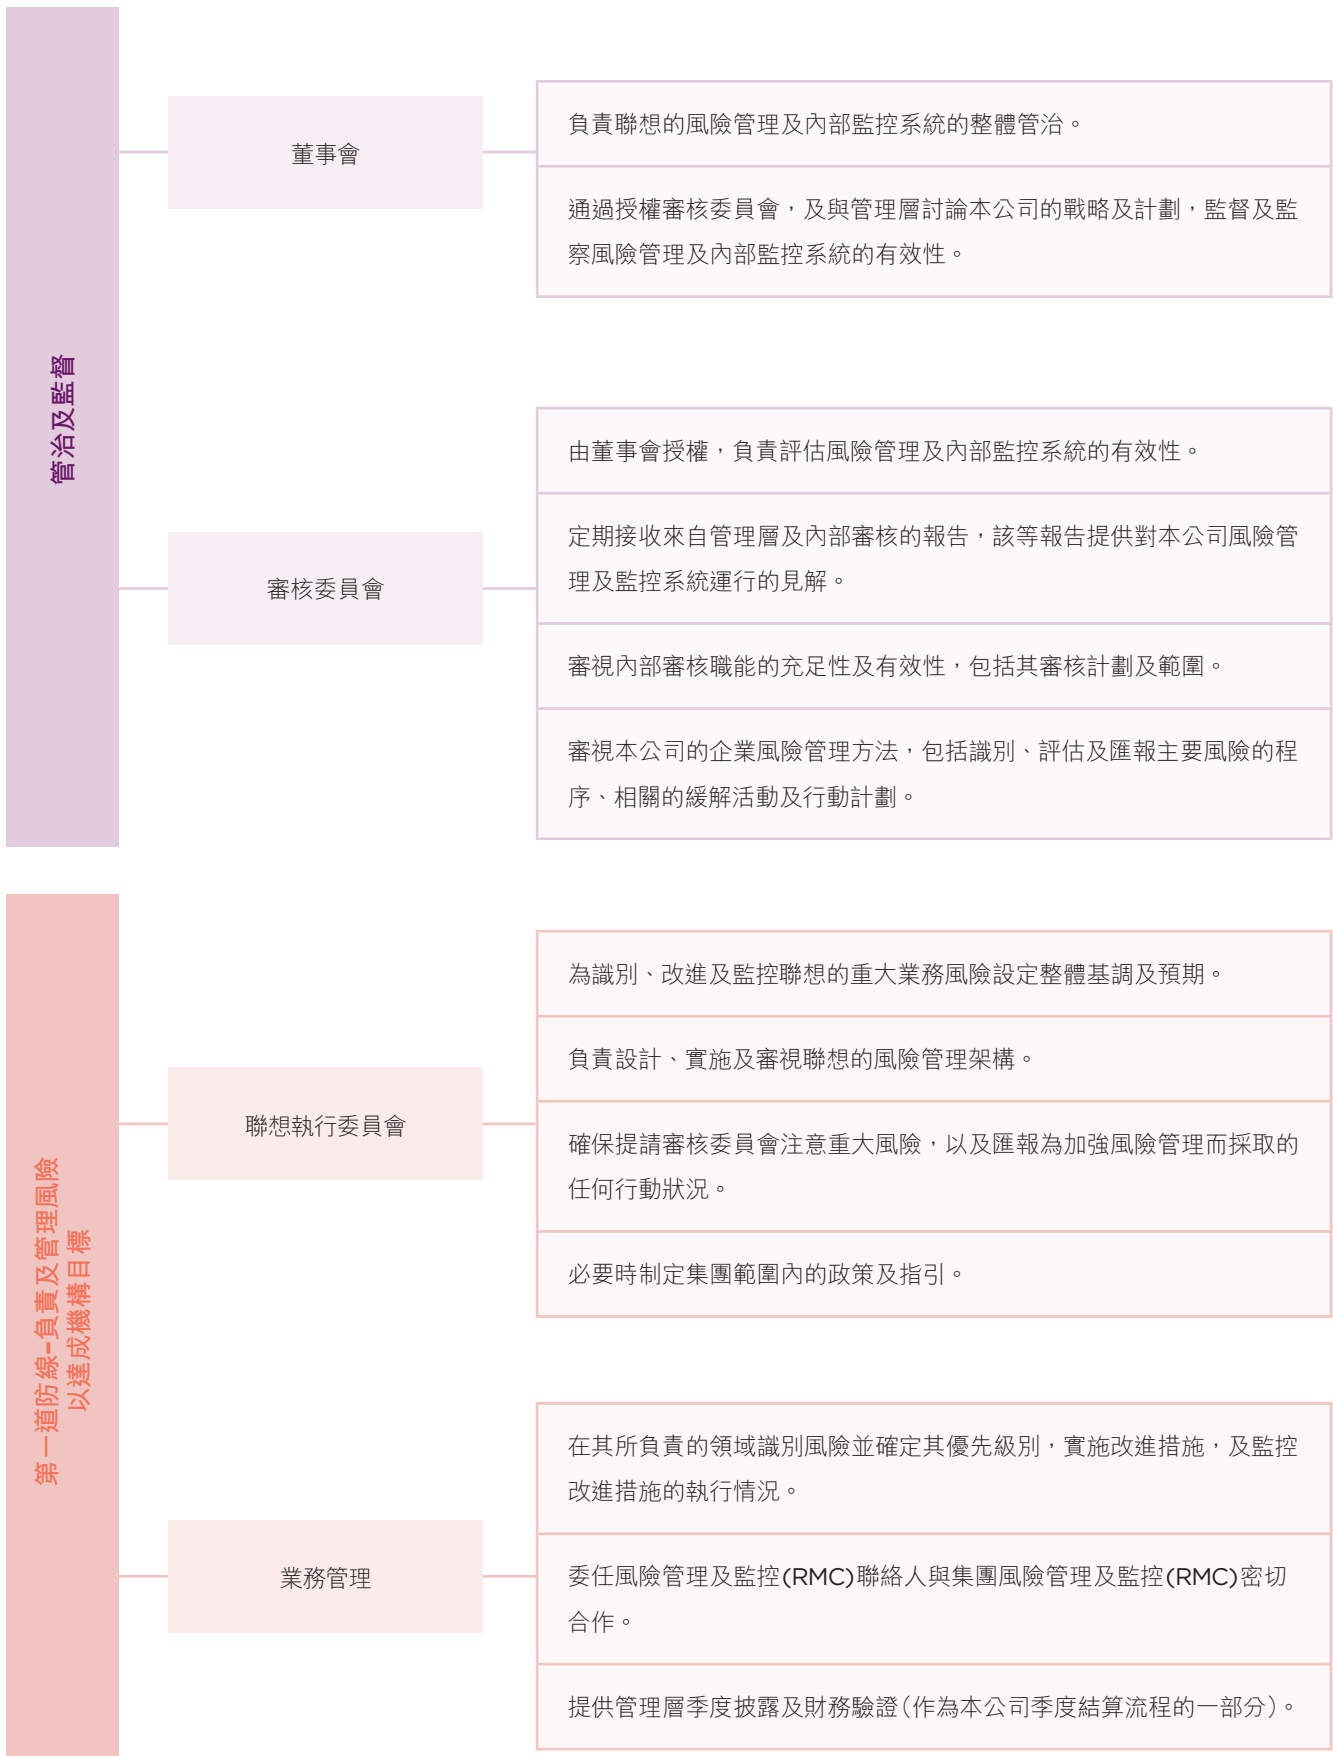 管治及監督
董事會
負責聯想的風險管理及內部監控系統的整體管治。
通過授權審核委員會，及與管理層討論本公司的戰略及計劃，監督及監
察風險管理及內部監控系統的有效性。
審核委員會
由董事會授權，負責評估風險管理及內部監控系統的有效性。
定期接收來自管理層及內部審核的報告，該等報告提供對本公司風險管
理及監控系統運行的見解。
審視內部審核職能的充足性及有效性，包括其審核計劃及範圍。
審視本公司的企業風險管理方法，包括識別、評估及匯報主要風險的程
序、相關的緩解活動及行動計劃。
第一道防線–負責及管理風險
以達成機構目標
聯想執行委員會
為識別、改進及監控聯想的重大業務風險設定整體基調及預期。
負責設計、實施及審視聯想的風險管理架構。
確保提請審核委員會注意重大風險，以及匯報為加強風險管理而採取的
任何行動狀況。
必要時制定集團範圍內的政策及指引。
業務管理
在其所負責的領域識別風險並確定其優先級別，實施改進措施，及監控
改進措施的執行情況。
委任風險管理及監控(RMC)聯絡人與集團風險管理及監控(RMC)密切
合作。
提供管理層季度披露及財務驗證（作為本公司季度結算流程的一部分）。